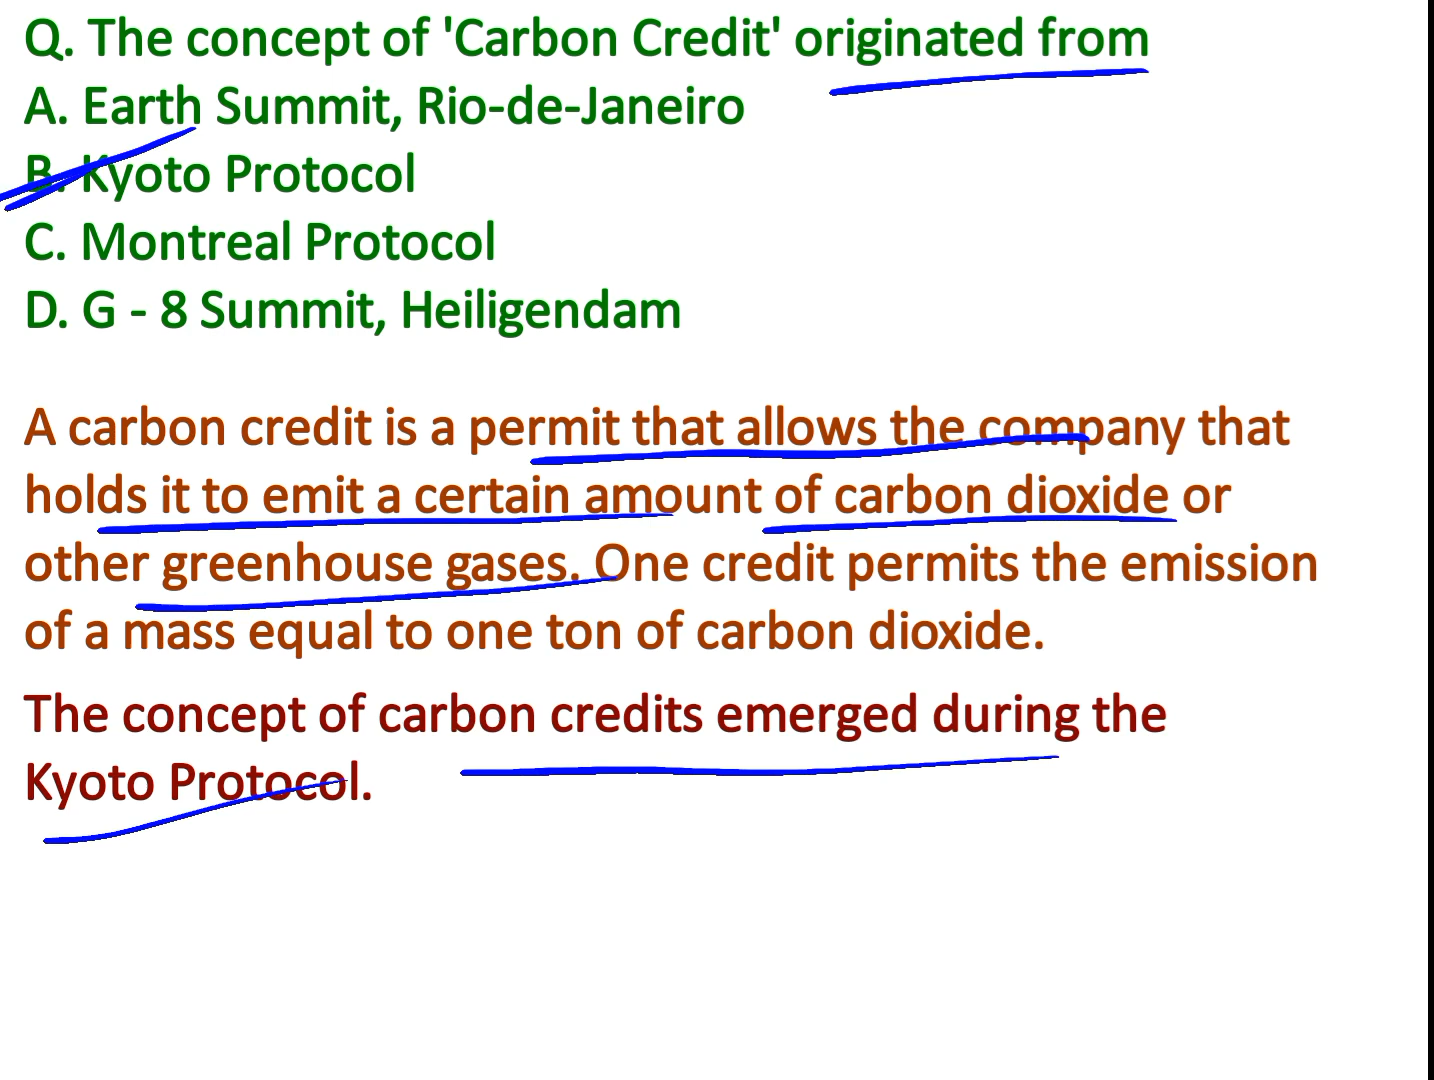 Q. The concept of 'Carbon Credit' originated from
A. Earth Summit, Rio-de-Janeiro
B. Kyoto Protocol
C. Montreal Protocol
D. G - 8 Summit, Heiligendam
A carbon credit is a permit that allows the company that
holds it to emit a certain amount of carbon dioxide or
other greenhouse gases. One credit permits the emission
of a mass equal to one ton of carbon dioxide.
The concept of carbon credits emerged during the
Kyoto Protocol.